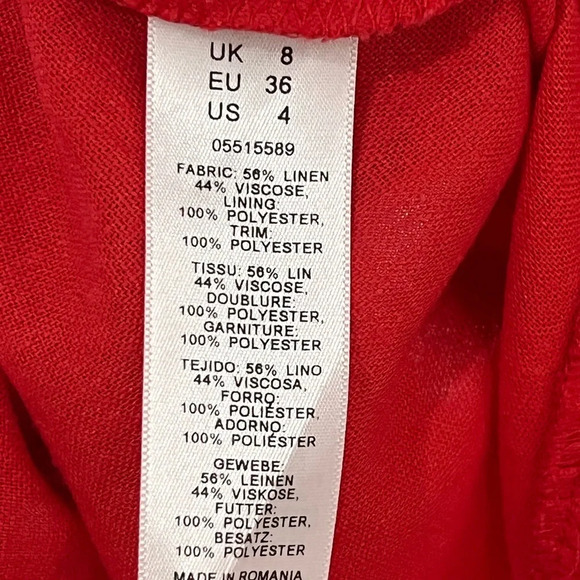 UK 8
EU 36
US 4
05515589
FABRIC: 56% LINEN
44% VISCOSE,
LINING:
100% POLYESTER,
TRIM:
100% POLYESTER
TISSU: 56% LIN
44% VISCOSE,
DOUBLURE:
100% POLYESTER,
GARNITURE:
100% POLYESTER
TEJIDO: 56% LINO
44% VISCOSA,
FORRO:
100% POLIÉSTER,
ADORNO:
100% POLIÉSTER
GEWEBE:
56% LEINEN
44% VISKOSE,
FUTTER:
100% POLYESTER,
BESATZ:
100% POLYESTER
MADE IN ROMANIA